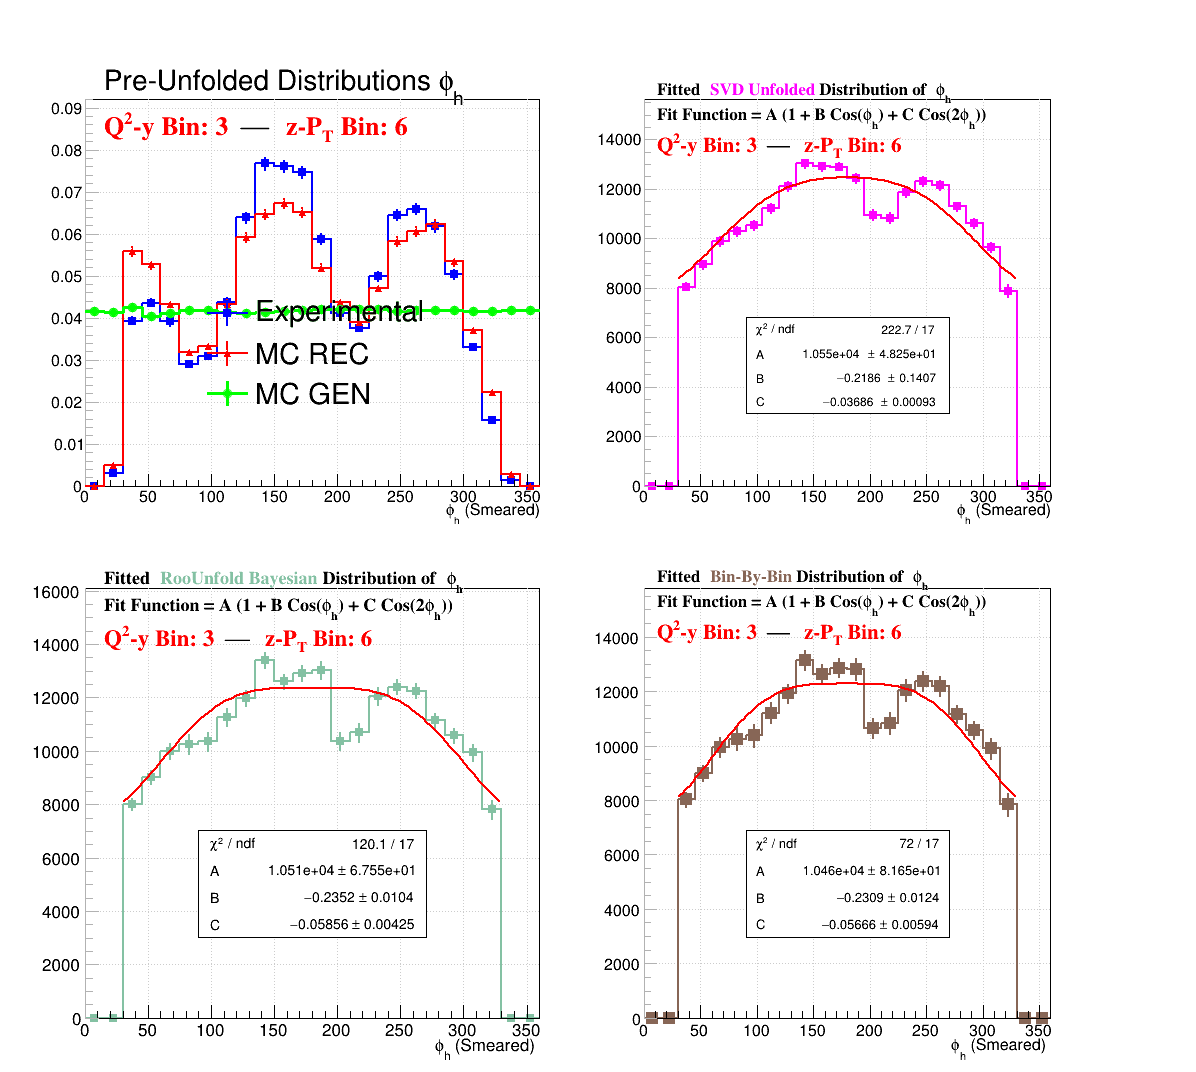 Pre-Unfolded Distributions ϕh
Q2-y Bin: 3 — z-PT Bin: 6
0.09
0.08
0.07
0.06
0.05
0.04
0.03
0.02
0.01
0
Experimental
MC REC
MC GEN
0 50 100 150 200 250 300 350
ϕh (Smeared)
Fitted SVD Unfolded Distribution of ϕh
Fit Function = A (1 + B Cos(ϕh) + C Cos(2ϕh))
Q2-y Bin: 3 — z-PT Bin: 6
14000
12000
10000
8000
6000
4000
2000
0
χ2 / ndf 222.7 / 17
A 1.055e+04 ± 4.825e+01
B −0.2186 ± 0.1407
C −0.03686 ± 0.00093
0 50 100 150 200 250 300 350
ϕh (Smeared)
Fitted RooUnfold Bayesian Distribution of ϕh
Fit Function = A (1 + B Cos(ϕh) + C Cos(2ϕh))
Q2-y Bin: 3 — z-PT Bin: 6
16000
14000
12000
10000
8000
6000
4000
2000
0
χ2 / ndf 120.1 / 17
A 1.051e+04 ± 6.755e+01
B −0.2352 ± 0.0104
C −0.05856 ± 0.00425
0 50 100 150 200 250 300 350
ϕh (Smeared)
Fitted Bin-By-Bin Distribution of ϕh
Fit Function = A (1 + B Cos(ϕh) + C Cos(2ϕh))
Q2-y Bin: 3 — z-PT Bin: 6
14000
12000
10000
8000
6000
4000
2000
0
χ2 / ndf 72 / 17
A 1.046e+04 ± 8.165e+01
B −0.2309 ± 0.0124
C −0.05666 ± 0.00594
0 50 100 150 200 250 300 350
ϕh (Smeared)